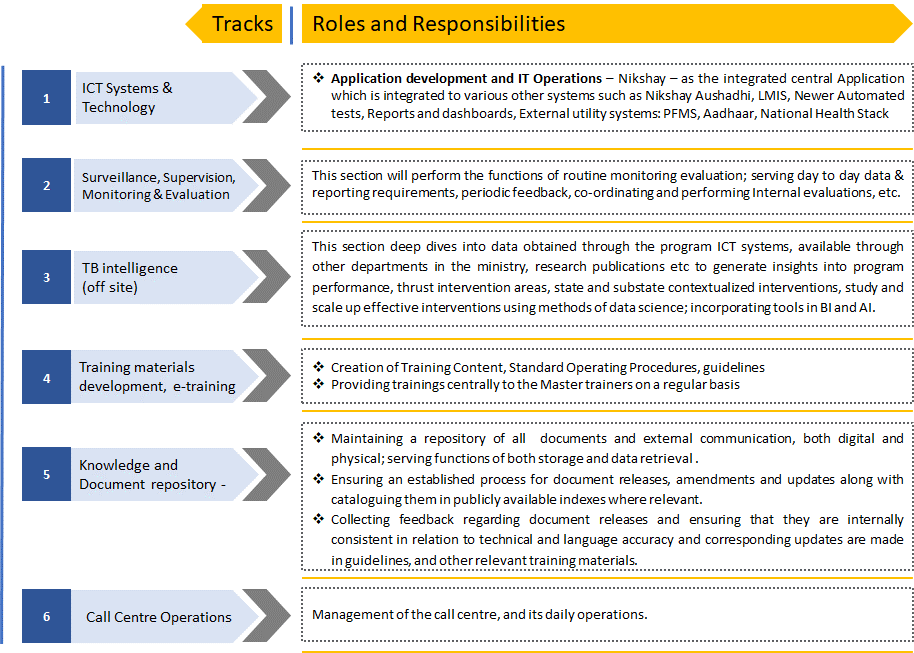 Tracks
Roles and Responsibilities
1
ICT Systems &
Technology
❖ Application development and IT Operations – Nikshay – as the integrated central Application
which is integrated to various other systems such as Nikshay Aushadhi, LMIS, Newer Automated
tests, Reports and dashboards, External utility systems: PFMS, Aadhaar, National Health Stack
2
Surveillance, Supervision,
Monitoring & Evaluation
This section will perform the functions of routine monitoring evaluation; serving day to day data &
reporting requirements, periodic feedback, co-ordinating and performing Internal evaluations, etc.
3
TB intelligence
(off site)
This section deep dives into data obtained through the program ICT systems, available through
other departments in the ministry, research publications etc to generate insights into program
performance, thrust intervention areas, state and substate contextualized interventions, study and
scale up effective interventions using methods of data science; incorporating tools in BI and AI.
4
Training materials
development, e-training
❖ Creation of Training Content, Standard Operating Procedures, guidelines
❖ Providing trainings centrally to the Master trainers on a regular basis
5
Knowledge and
Document repository -
❖ Maintaining a repository of all documents and external communication, both digital and
physical; serving functions of both storage and data retrieval .
❖ Ensuring an established process for document releases, amendments and updates along with
cataloguing them in publicly available indexes where relevant.
❖ Collecting feedback regarding document releases and ensuring that they are internally
consistent in relation to technical and language accuracy and corresponding updates are made
in guidelines, and other relevant training materials.
6
Call Centre Operations
Management of the call centre, and its daily operations.